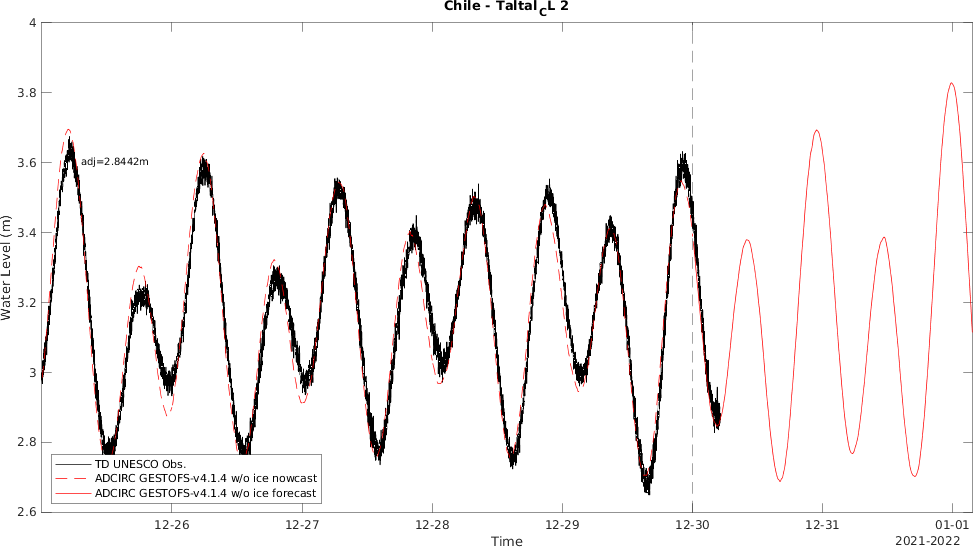 Chile - Taltal_CL 2
4
3.8
3.6
3.4
3.2
3
2.8
2.6
Water Level (m)
adj=2.8442m
TD UNESCO Obs.
ADCIRC GESTOFS-v4.1.4 w/o ice nowcast
ADCIRC GESTOFS-v4.1.4 w/o ice forecast
12-26 12-27 12-28 12-29 12-30 12-31 01-01
Time
2021-2022